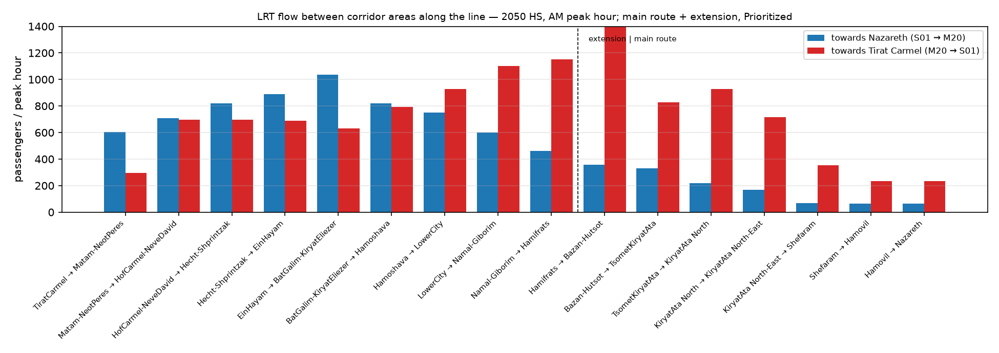 LRT flow between corridor areas along the line — 2050 HS, AM peak hour; main route + extension, Prioritized
passengers / peak hour
1400
1200
1000
800
600
400
200
0
extension | main route
towards Nazareth (S01 → M20)
towards Tirat Carmel (M20 → S01)
TiratCarmel → Matam-NeotPeres
Matam-NeotPeres → HofCarmel-NeveDavid
HofCarmel-NeveDavid → Hecht-Shprintzak
Hecht-Shprintzak → EinHayam
EinHayam → BatGalim-KiryatEliezer
BatGalim-KiryatEliezer → Hamoshava
Hamoshava → LowerCity
LowerCity → Namal-Giborim
Namal-Giborim → Hamifrats
Hamifrats → Bazan-Hutsot
Bazan-Hutsot → TsometKiryatAta
TsometKiryatAta → KiryatAta North
KiryatAta North → KiryatAta North-East
KiryatAta North-East → Shefaram
Shefaram → Hamovil
Hamovil → Nazareth